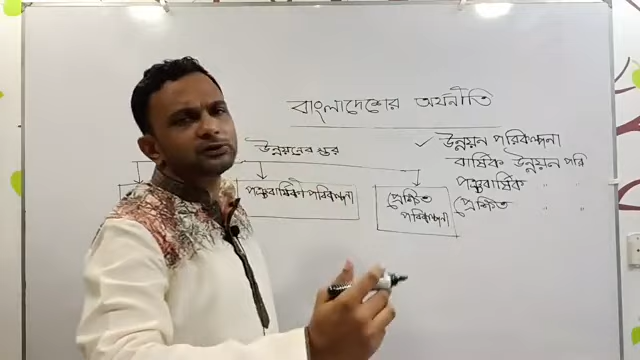 বাংলাদেশের অর্থনীতি
উন্নয়নের স্তর
পঞ্চবার্ষিকী পরিকল্পনা
প্রেক্ষিত
পরিকল্পনা
✓ উন্নয়ন পরিকল্পনা
বার্ষিক উন্নয়ন পরি
পঞ্চবার্ষিক " "
প্রেক্ষিত " "